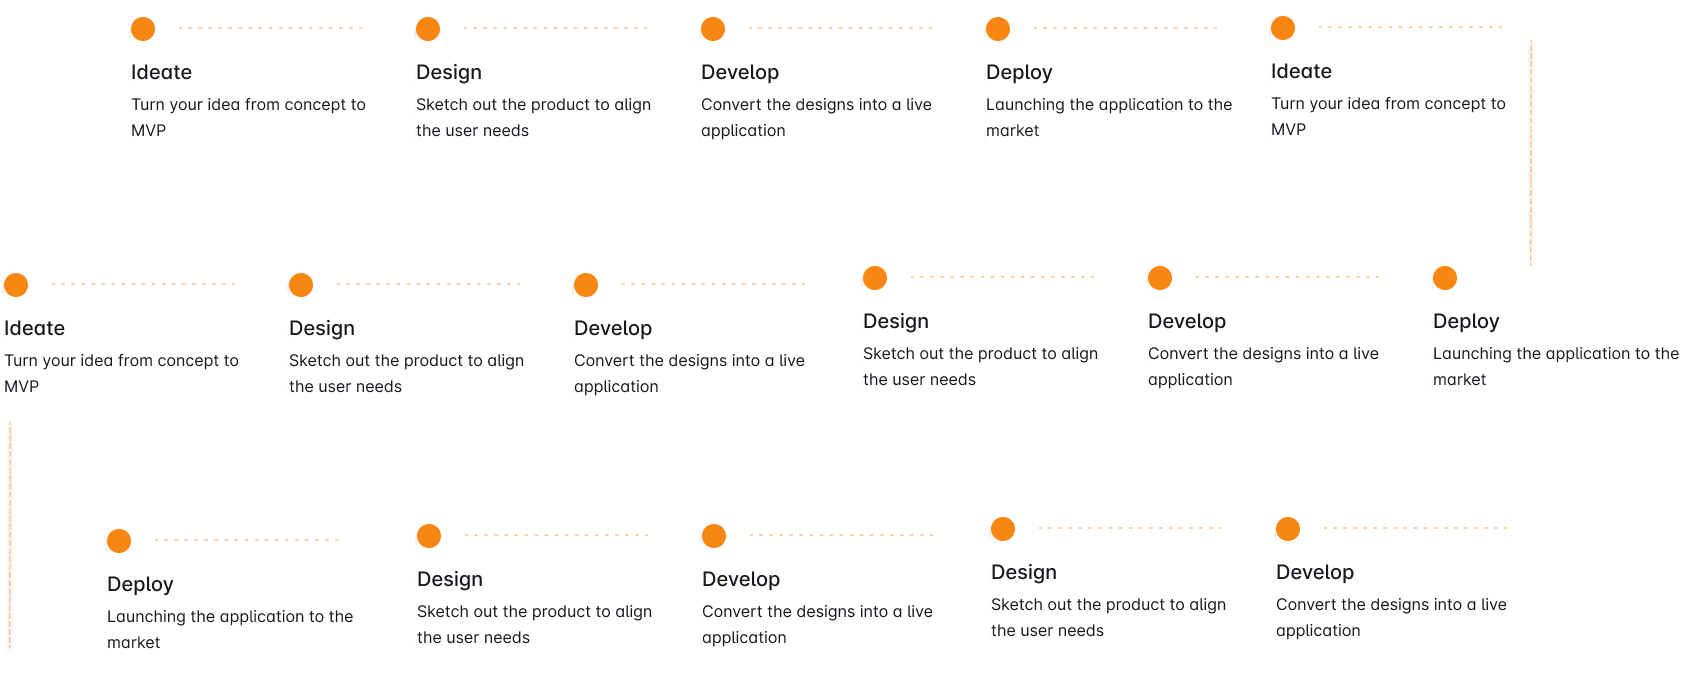 Ideate
Turn your idea from concept to
MVP
Design
Sketch out the product to align
the user needs
Develop
Convert the designs into a live
application
Deploy
Launching the application to the
market
Ideate
Turn your idea from concept to
MVP
Ideate
Turn your idea from concept to
MVP
Design
Sketch out the product to align
the user needs
Develop
Convert the designs into a live
application
Design
Sketch out the product to align
the user needs
Develop
Convert the designs into a live
application
Deploy
Launching the application to the
market
Deploy
Launching the application to the
market
Design
Sketch out the product to align
the user needs
Develop
Convert the designs into a live
application
Design
Sketch out the product to align
the user needs
Develop
Convert the designs into a live
application